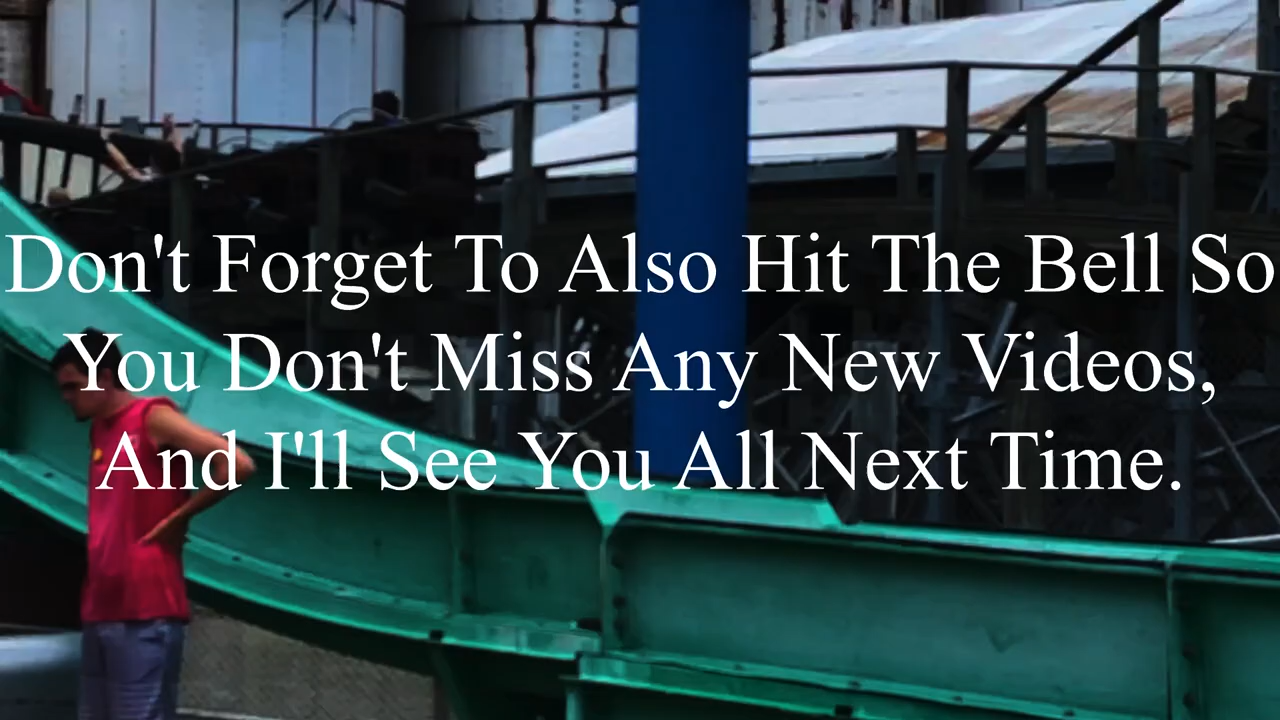 Don't Forget To Also Hit The Bell So
You Don't Miss Any New Videos,
And I'll See You All Next Time.